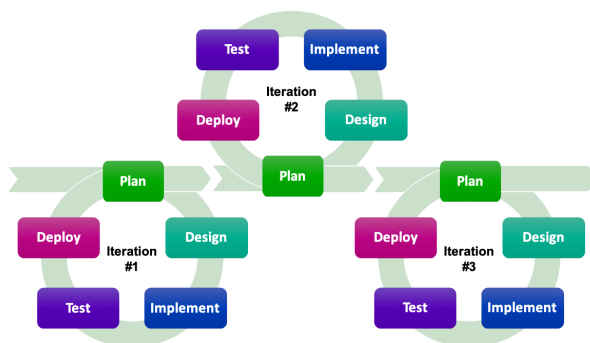 Test
Implement
Iteration
#2
Deploy
Design
Plan
Plan
Deploy
Design
Iteration
#1
Test
Implement
Plan
Deploy
Design
Iteration
#3
Test
Implement